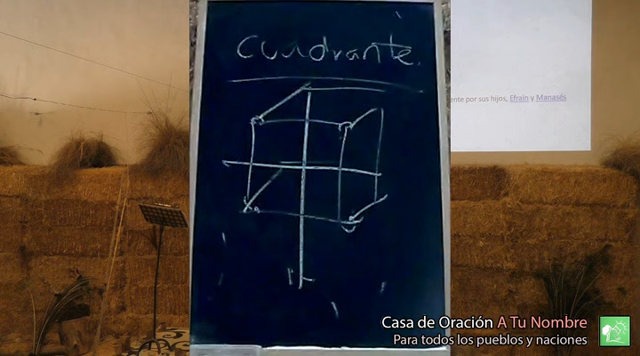 cuadrante.
ente por sus hijos, Efraín y Manasés
Casa de Oración A Tu Nombre
Para todos los pueblos y naciones